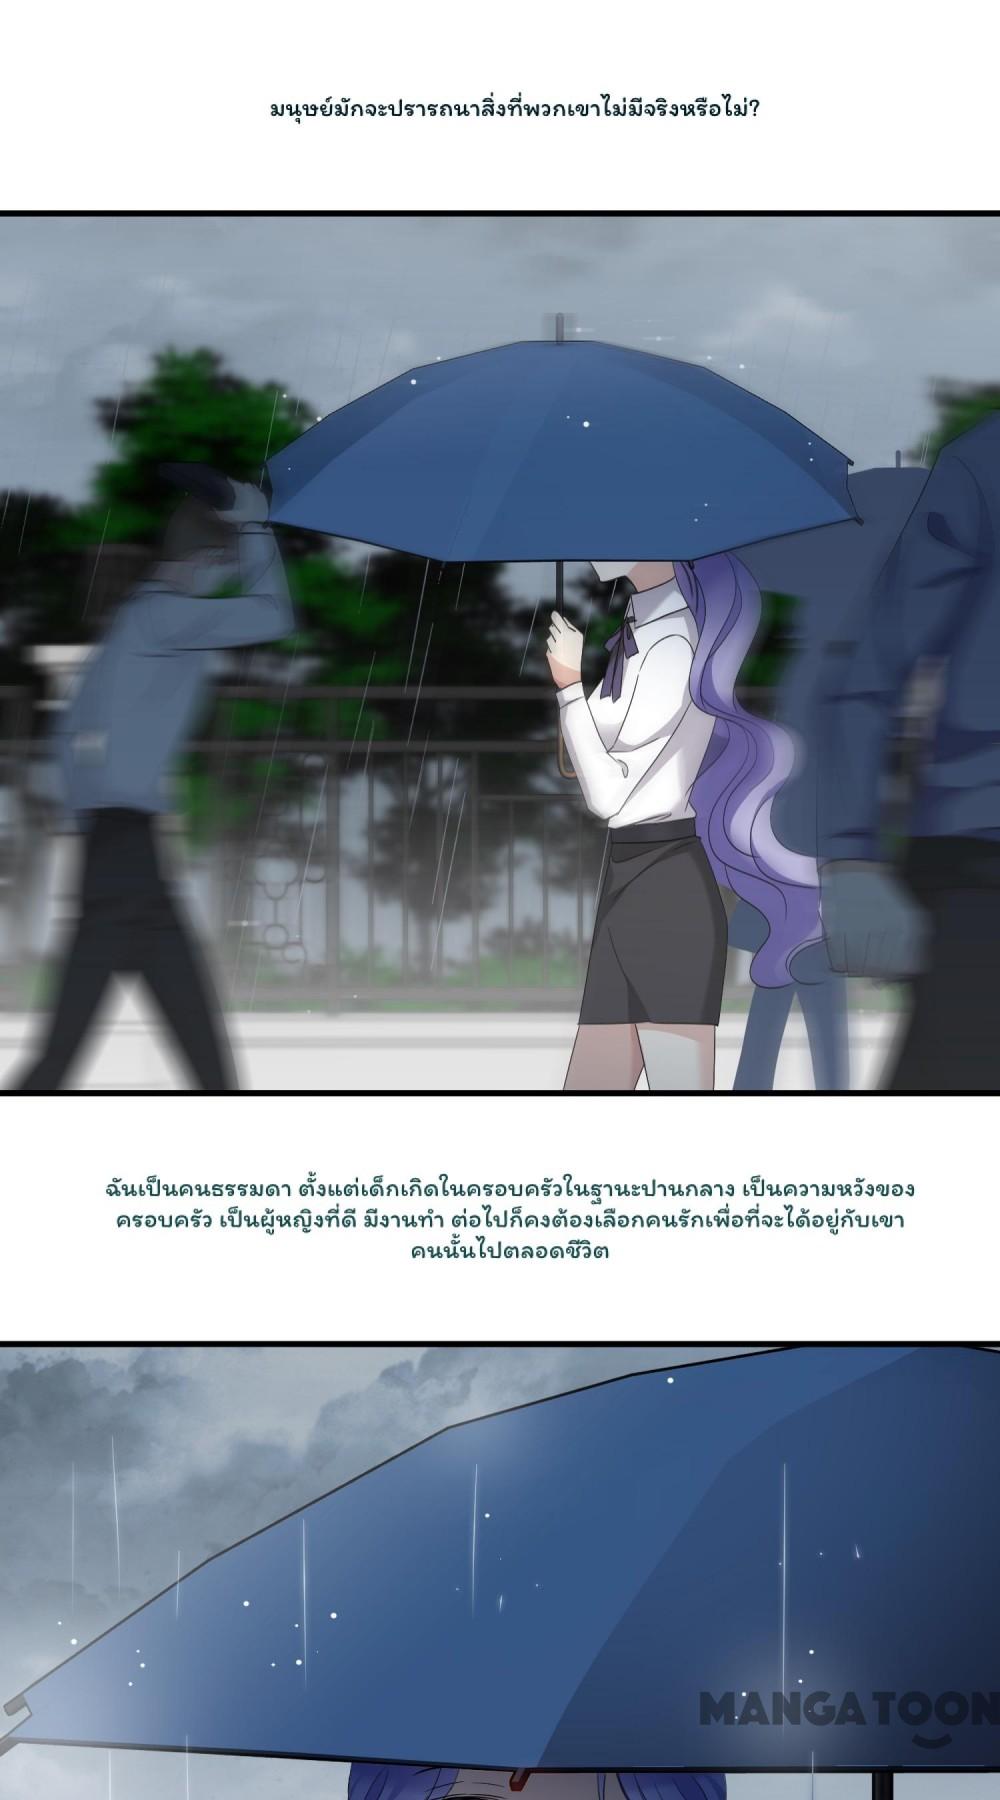 มนุษย์มักจะปรารถนาสิ่งที่พวกเขาไม่มีจริงหรือไม่?
ฉันเป็นคนธรรมดา ตั้งแต่เด็กเกิดในครอบครัวในฐานะปานกลาง เป็นความหวังของ
ครอบครัว เป็นผู้หญิงที่ดี มีงานทำ ต่อไปก็คงต้องเลือกคนรักเพื่อที่จะได้อยู่กับเขา
คนนั้นไปตลอดชีวิต
MANGATOON